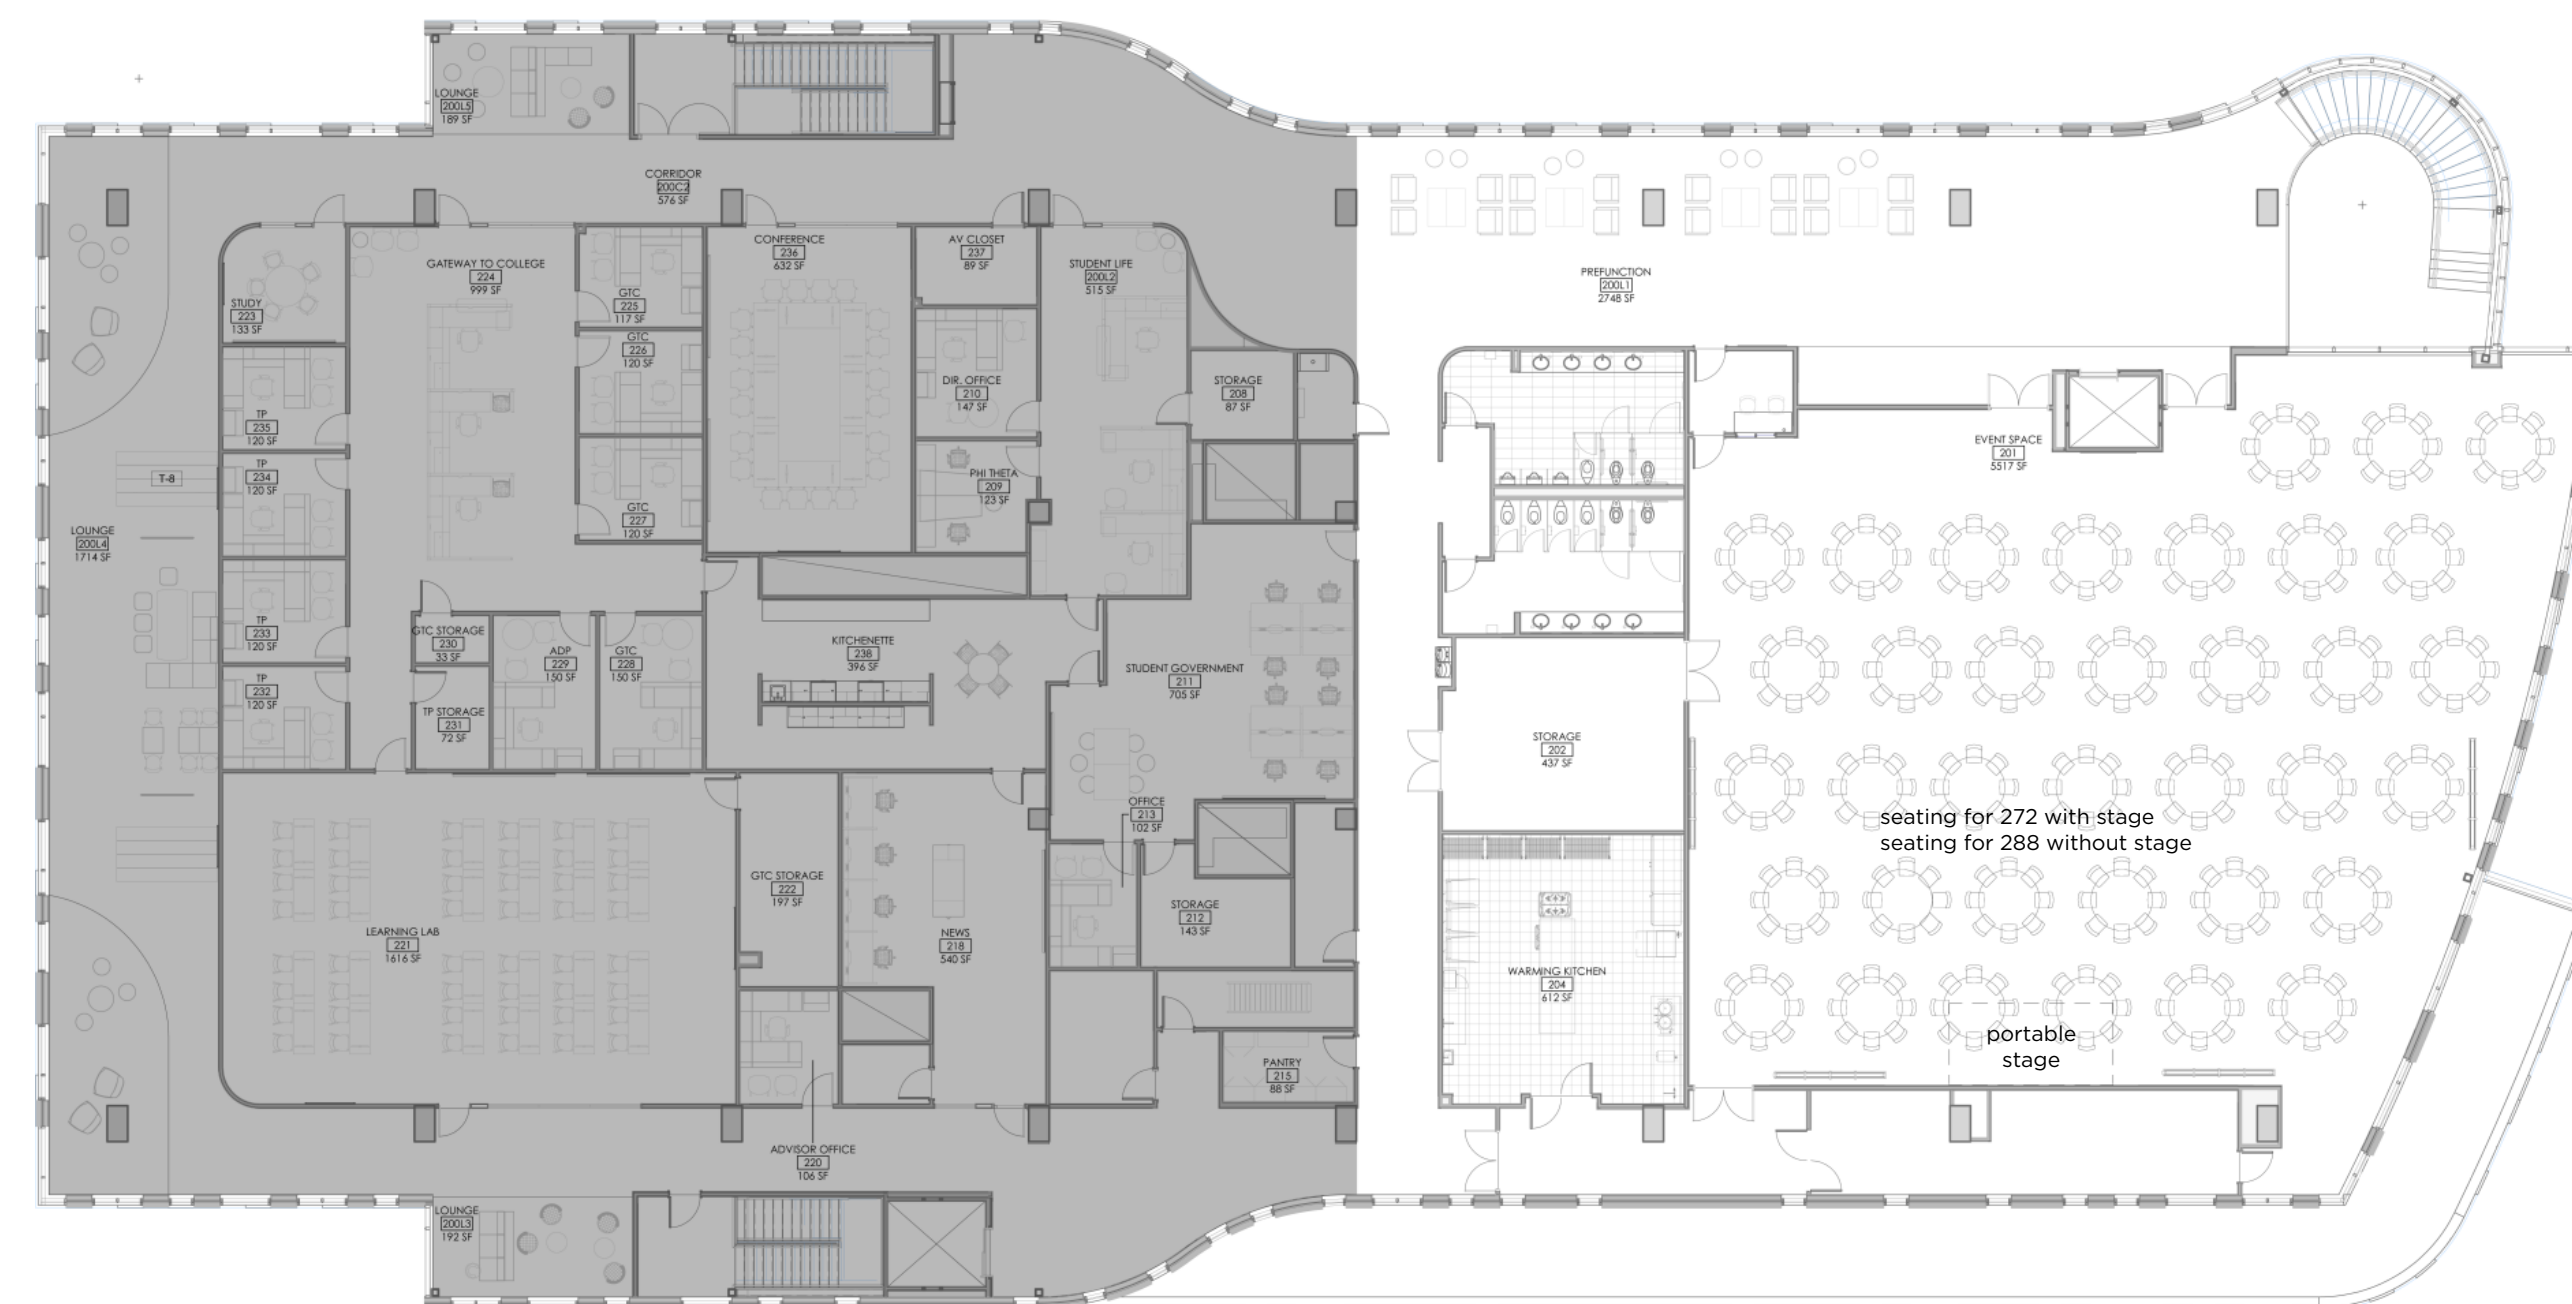 LOUNGE
200L5
189 SF
CORRIDOR
200C2
576 SF
STUDY
223
133 SF
GATEWAY TO COLLEGE
224
999 SF
GTC
225
117 SF
GTC
226
120 SF
GTC
227
120 SF
CONFERENCE
236
632 SF
AV CLOSET
237
89 SF
STUDENT LIFE
200L2
515 SF
DIR. OFFICE
210
147 SF
PHI THETA
209
123 SF
STORAGE
208
87 SF
PREFUNCTION
200L1
2748 SF
EVENT SPACE
201
5517 SF
TP
235
120 SF
TP
234
120 SF
TP
233
120 SF
TP
232
120 SF
T-8
LOUNGE
200L4
1714 SF
GTC STORAGE
230
33 SF
TP STORAGE
231
72 SF
ADP
229
150 SF
GTC
228
150 SF
KITCHENETTE
238
396 SF
STUDENT GOVERNMENT
211
705 SF
STORAGE
202
437 SF
OFFICE
213
102 SF
seating for 272 with stage
seating for 288 without stage
LEARNING LAB
221
1616 SF
GTC STORAGE
222
197 SF
NEWS
218
540 SF
STORAGE
212
143 SF
WARMING KITCHEN
204
612 SF
portable
stage
PANTRY
215
88 SF
ADVISOR OFFICE
220
106 SF
LOUNGE
200L3
192 SF